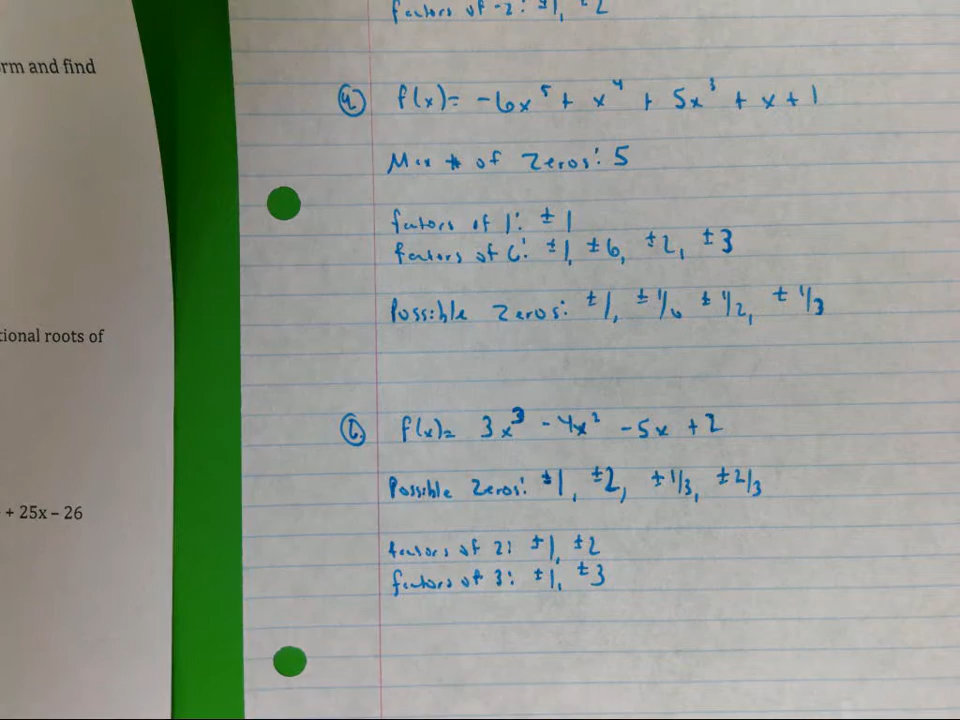 factors of -2: ±1, ±2
rm and find
④ f(x)= -6x⁵ + x⁴ + 5x³ + x + 1
Max # of Zeros: 5
factors of 1: ±1
factors of 6: ±1, ±6, ±2, ±3
Possible Zeros: ±1, ±1/6 ±1/2, ±1/3
tional roots of
f(x)= 3x³ - 4x² - 5x + 2
Possible Zeros: ±1, ±2, ±1/3, ±2/3
+ 25x – 26
factors of 2: ±1, ±2
factors of 3: ±1, ±3